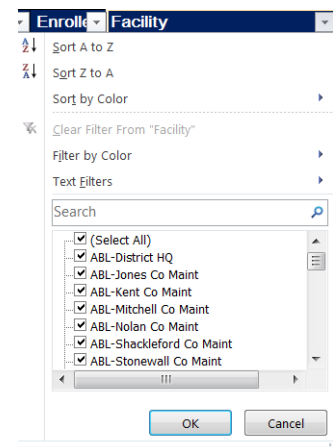 Enrolle Facility
Sort A to Z
Sort Z to A
Sort by Color
Clear Filter From "Facility"
Filter by Color
Text Filters
Search
(Select All)
ABL-District HQ
ABL-Jones Co Maint
ABL-Kent Co Maint
ABL-Mitchell Co Maint
ABL-Nolan Co Maint
ABL-Shackleford Co Maint
ABL-Stonewall Co Maint
OK Cancel